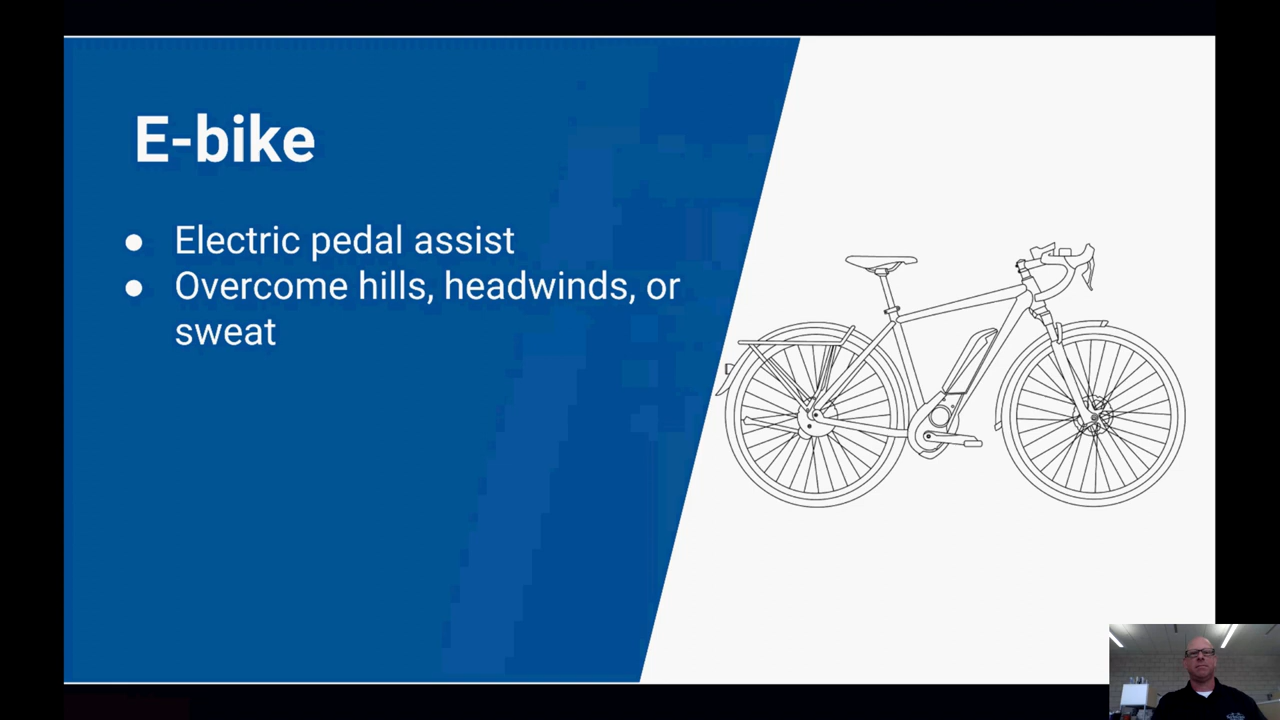 E-bike
● Electric pedal assist
● Overcome hills, headwinds, or
sweat